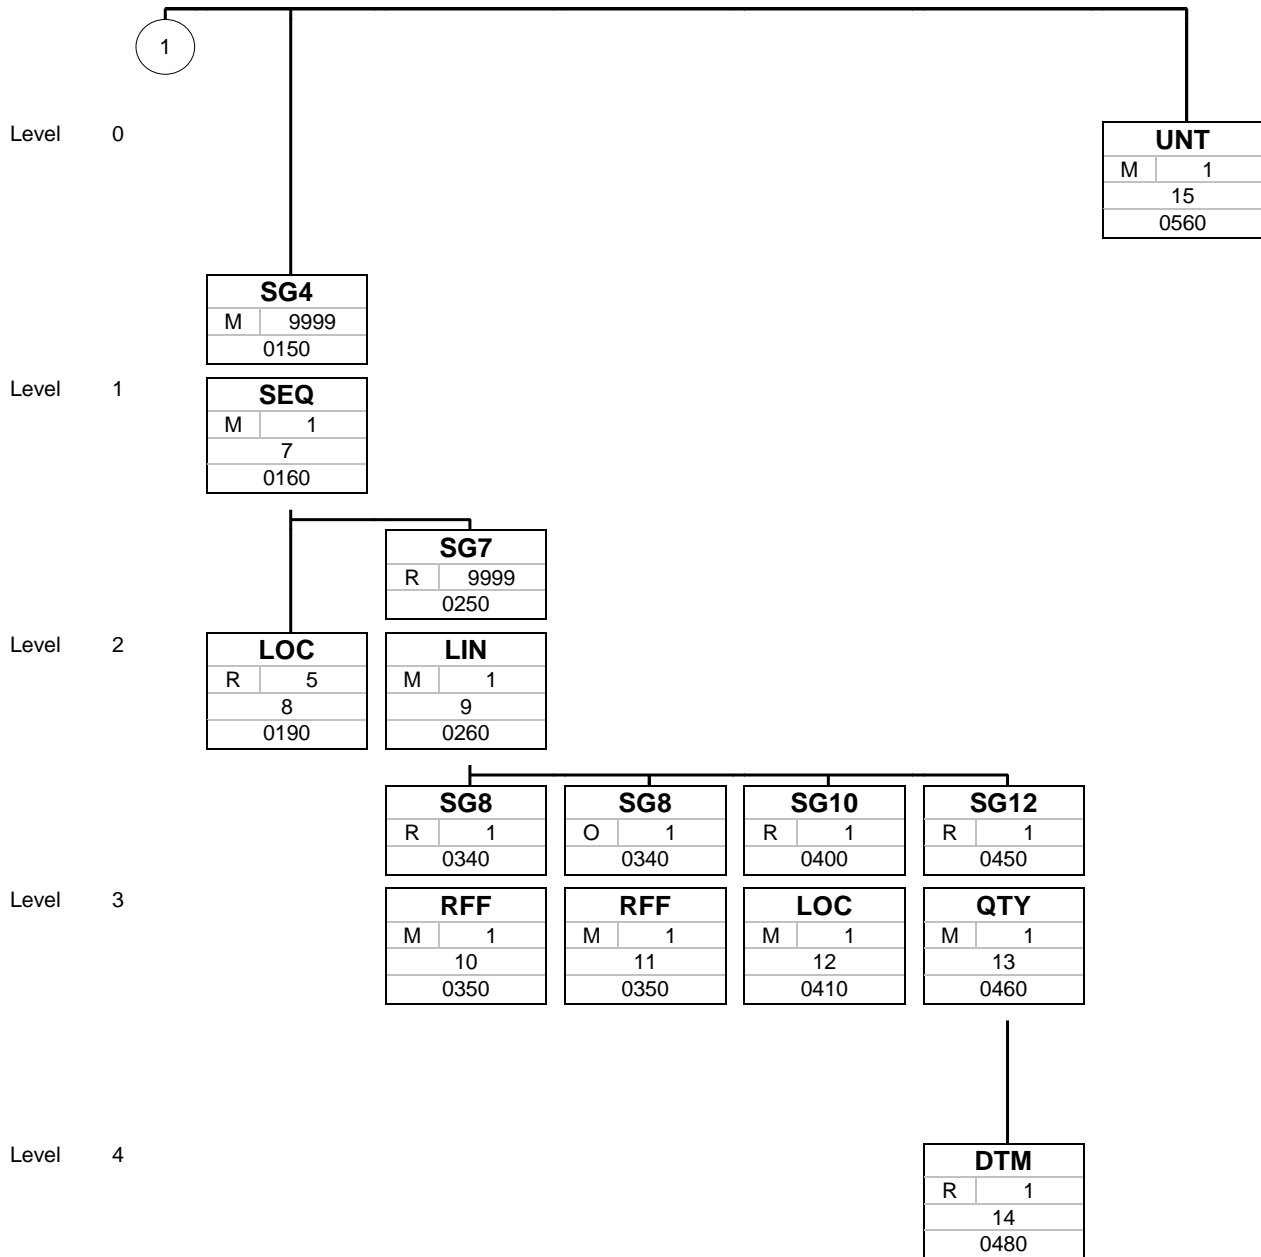 1
Level 0
UNT
M 1
15
0560
SG4
M 9999
0150
Level 1
SEQ
M 1
7
0160
SG7
R 9999
0250
Level 2
LOC
R 5
8
0190
LIN
M 1
9
0260
SG8
R 1
0340
SG8
O 1
0340
SG10
R 1
0400
SG12
R 1
0450
Level 3
RFF
M 1
10
0350
RFF
M 1
11
0350
LOC
M 1
12
0410
QTY
M 1
13
0460
Level 4
DTM
R 1
14
0480